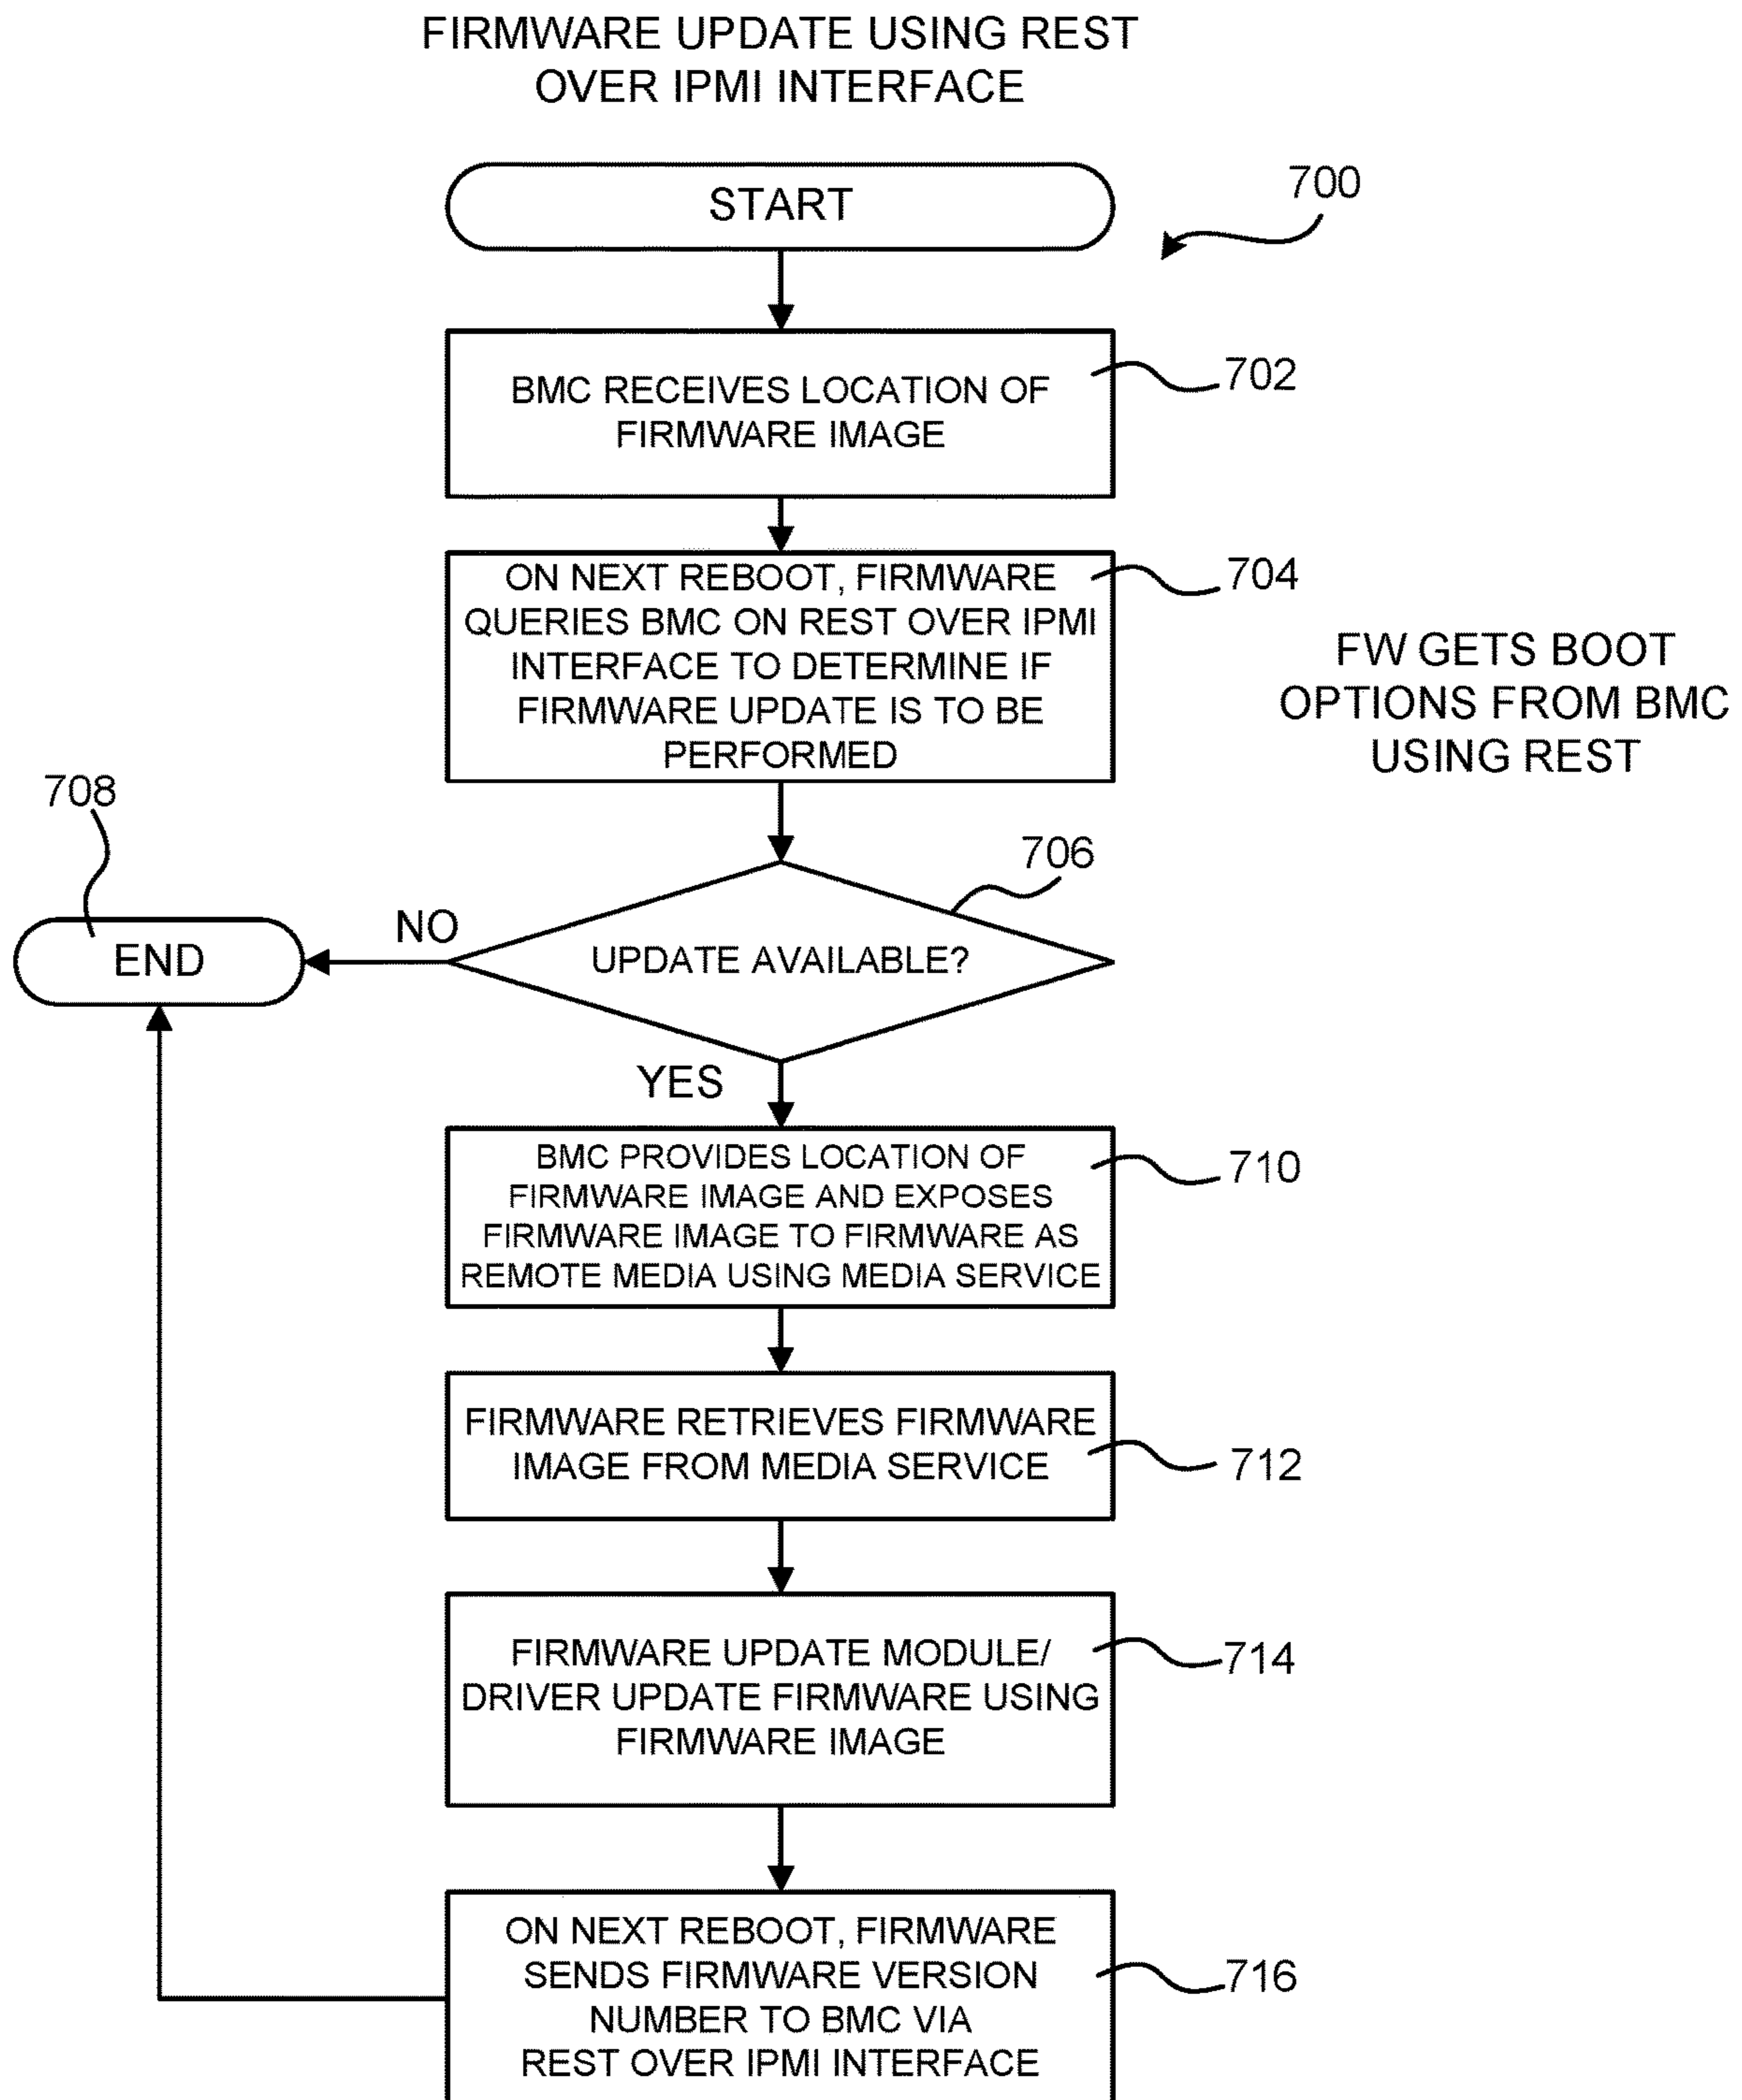 FIRMWARE UPDATE USING REST
OVER IPMI INTERFACE
START
700
BMC RECEIVES LOCATION OF
FIRMWARE IMAGE
702
ON NEXT REBOOT, FIRMWARE
QUERIES BMC ON REST OVER IPMI
INTERFACE TO DETERMINE IF
FIRMWARE UPDATE IS TO BE
PERFORMED
704
FW GETS BOOT
OPTIONS FROM BMC
USING REST
708
END
NO
706
UPDATE AVAILABLE?
YES
BMC PROVIDES LOCATION OF
FIRMWARE IMAGE AND EXPOSES
FIRMWARE IMAGE TO FIRMWARE AS
REMOTE MEDIA USING MEDIA SERVICE
710
FIRMWARE RETRIEVES FIRMWARE
IMAGE FROM MEDIA SERVICE
712
FIRMWARE UPDATE MODULE/
DRIVER UPDATE FIRMWARE USING
FIRMWARE IMAGE
714
ON NEXT REBOOT, FIRMWARE
SENDS FIRMWARE VERSION
NUMBER TO BMC VIA
REST OVER IPMI INTERFACE
716